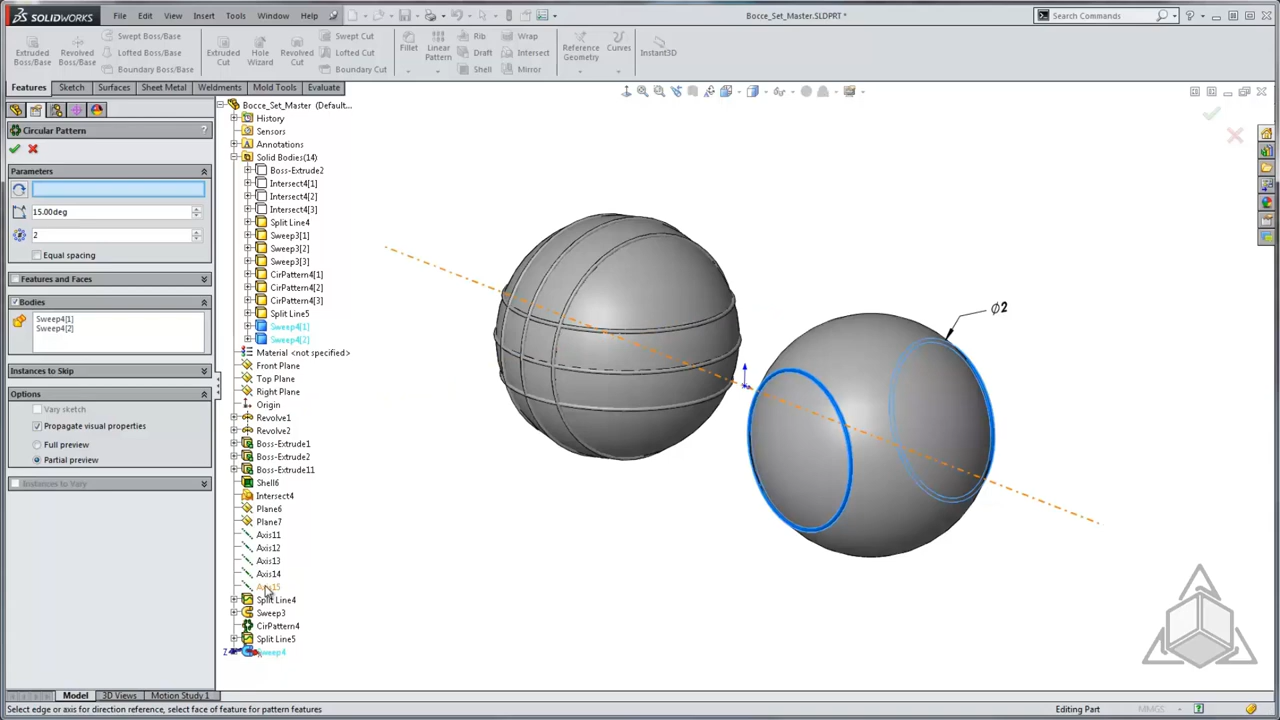 SOLIDWORKS
File Edit View Insert Tools Window Help
Bocce_Set_Master.SLDPRT *
Search Commands
Extruded Boss/Base
Revolved Boss/Base
Swept Boss/Base
Lofted Boss/Base
Boundary Boss/Base
Extruded Cut
Hole Wizard
Revolved Cut
Swept Cut
Lofted Cut
Boundary Cut
Fillet
Linear Pattern
Rib
Draft
Shell
Wrap
Intersect
Mirror
Reference Geometry
Curves
Instant3D
Features Sketch Surfaces Sheet Metal Weldments Mold Tools Evaluate
Circular Pattern
?
Parameters
15.00deg
2
Equal spacing
Features and Faces
Bodies
Sweep4[1]
Sweep4[2]
Instances to Skip
Options
Vary sketch
Propagate visual properties
Full preview
Partial preview
Instances to Vary
Bocce_Set_Master (Default...
History
Sensors
Annotations
Solid Bodies(14)
Boss-Extrude2
Intersect4[1]
Intersect4[2]
Intersect4[3]
Split Line4
Sweep3[1]
Sweep3[2]
Sweep3[3]
CirPattern4[1]
CirPattern4[2]
CirPattern4[3]
Split Line5
Sweep4[1]
Sweep4[2]
Material <not specified>
Front Plane
Top Plane
Right Plane
Origin
Revolve1
Revolve2
Boss-Extrude1
Boss-Extrude2
Boss-Extrude11
Shell6
Intersect4
Plane6
Plane7
Axis11
Axis12
Axis13
Axis14
Axis15
Split Line4
Sweep3
CirPattern4
Split Line5
Sweep4
Z
⌀2
Model 3D Views Motion Study 1
Select edge or axis for direction reference, select face of feature for pattern features
Editing Part
MMGS